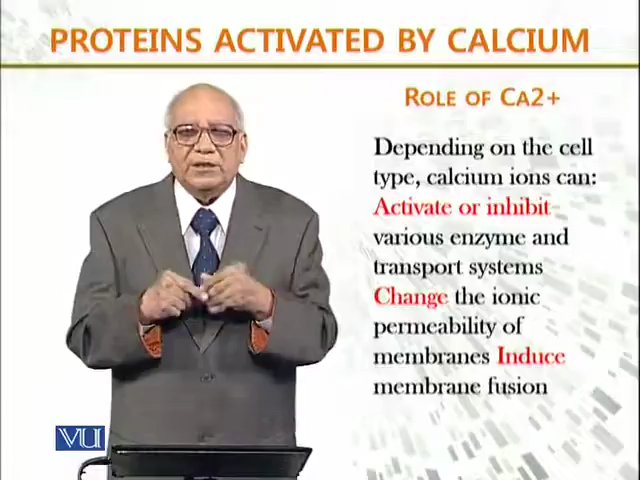 PROTEINS ACTIVATED BY CALCIUM
ROLE OF CA2+
Depending on the cell
type, calcium ions can:
Activate or inhibit
various enzyme and
transport systems
Change the ionic
permeability of
membranes Induce
membrane fusion
VU